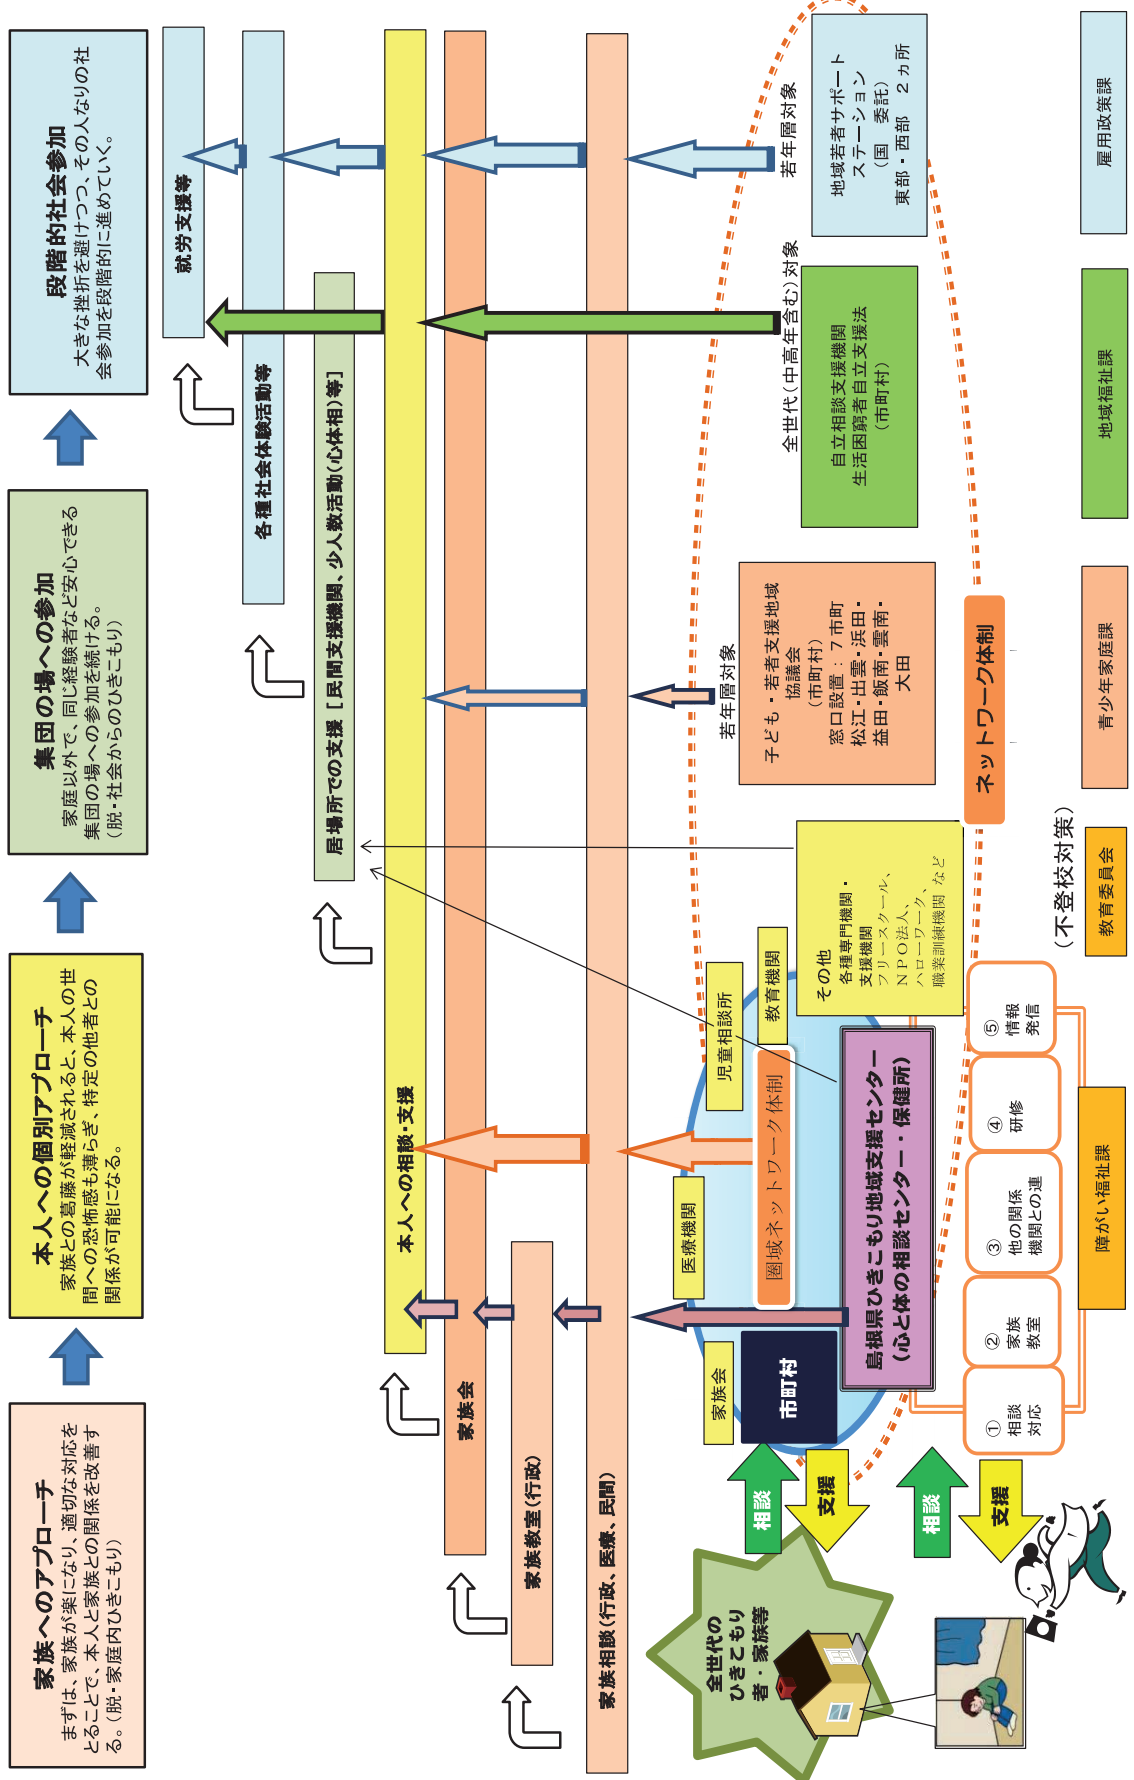 家族へのアプローチ
まずは、家族が楽になり、適切な対応を
とることで、本人と家族との関係を改善す
る。(脱・家庭内ひきこもり)
本人への個別アプローチ
家族との葛藤が軽減されると、本人の世
間への恐怖感も薄らぎ、特定の他者との
関係が可能になる。
集団の場への参加
家庭以外で、同じ経験者など安心できる
集団の場への参加を続ける。
(脱・社会からのひきこもり)
段階的社会参加
大きな挫折を避けつつ、その人なりの社
会参加を段階的に進めていく。
就労支援等
各種社会体験活動等
居場所での支援［民間支援機関、少人数活動(心体相)等］
本人への相談・支援
家族会
家族教室(行政)
家族相談(行政、医療、民間)
全世代の
ひきこもり
者・家族等
相談
支援
相談
支援
家族会
医療機関
児童相談所
教育機関
市町村
圏域ネットワーク体制
島根県ひきこもり地域支援センター
(心と体の相談センター・保健所)
その他
各種専門機関・
支援機関
フリースクール、
ＮＰＯ法人、
ハローワーク、
職業訓練機関 など
若年層対象
子ども・若者支援地域
協議会
(市町村)
窓口設置：７市町
松江・出雲・浜田・
益田・飯南・雲南・
大田
全世代(中高年含む)対象
自立相談支援機関
生活困窮者自立支援法
(市町村)
若年層対象
地域若者サポート
ステーション
(国 委託)
東部・西部 ２ヵ所
ネットワーク体制
①
相談
対応
②
家族
教室
③
他の関係
機関との連
④
研修
⑤
情報
発信
(不登校対策)
障がい福祉課
教育委員会
青少年家庭課
地域福祉課
雇用政策課